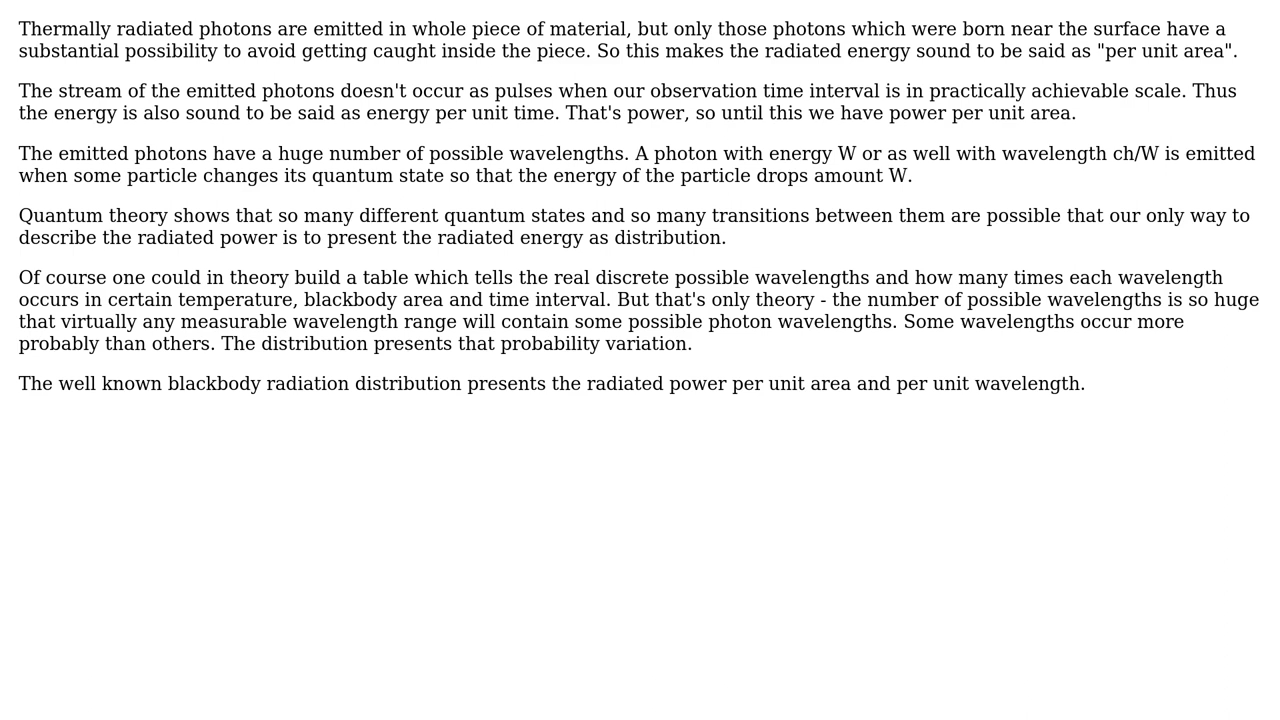 Thermally radiated photons are emitted in whole piece of material, but only those photons which were born near the surface have a
substantial possibility to avoid getting caught inside the piece. So this makes the radiated energy sound to be said as "per unit area".
The stream of the emitted photons doesn't occur as pulses when our observation time interval is in practically achievable scale. Thus
the energy is also sound to be said as energy per unit time. That's power, so until this we have power per unit area.
The emitted photons have a huge number of possible wavelengths. A photon with energy W or as well with wavelength ch/W is emitted
when some particle changes its quantum state so that the energy of the particle drops amount W.
Quantum theory shows that so many different quantum states and so many transitions between them are possible that our only way to
describe the radiated power is to present the radiated energy as distribution.
Of course one could in theory build a table which tells the real discrete possible wavelengths and how many times each wavelength
occurs in certain temperature, blackbody area and time interval. But that's only theory - the number of possible wavelengths is so huge
that virtually any measurable wavelength range will contain some possible photon wavelengths. Some wavelengths occur more
probably than others. The distribution presents that probability variation.
The well known blackbody radiation distribution presents the radiated power per unit area and per unit wavelength.